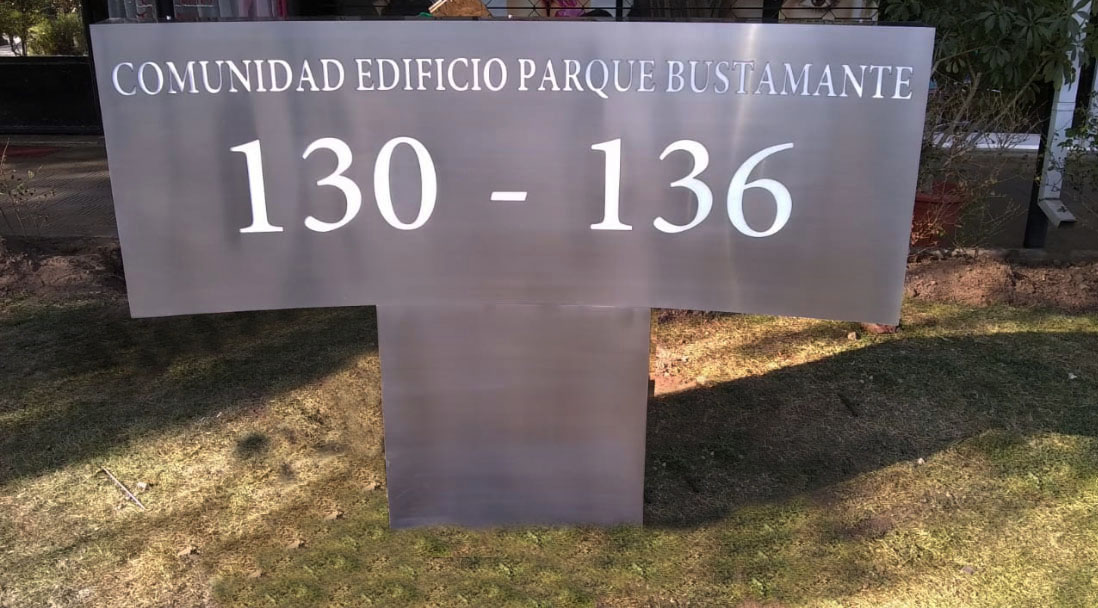 COMUNIDAD EDIFICIO PARQUE BUSTAMANTE
130 - 136